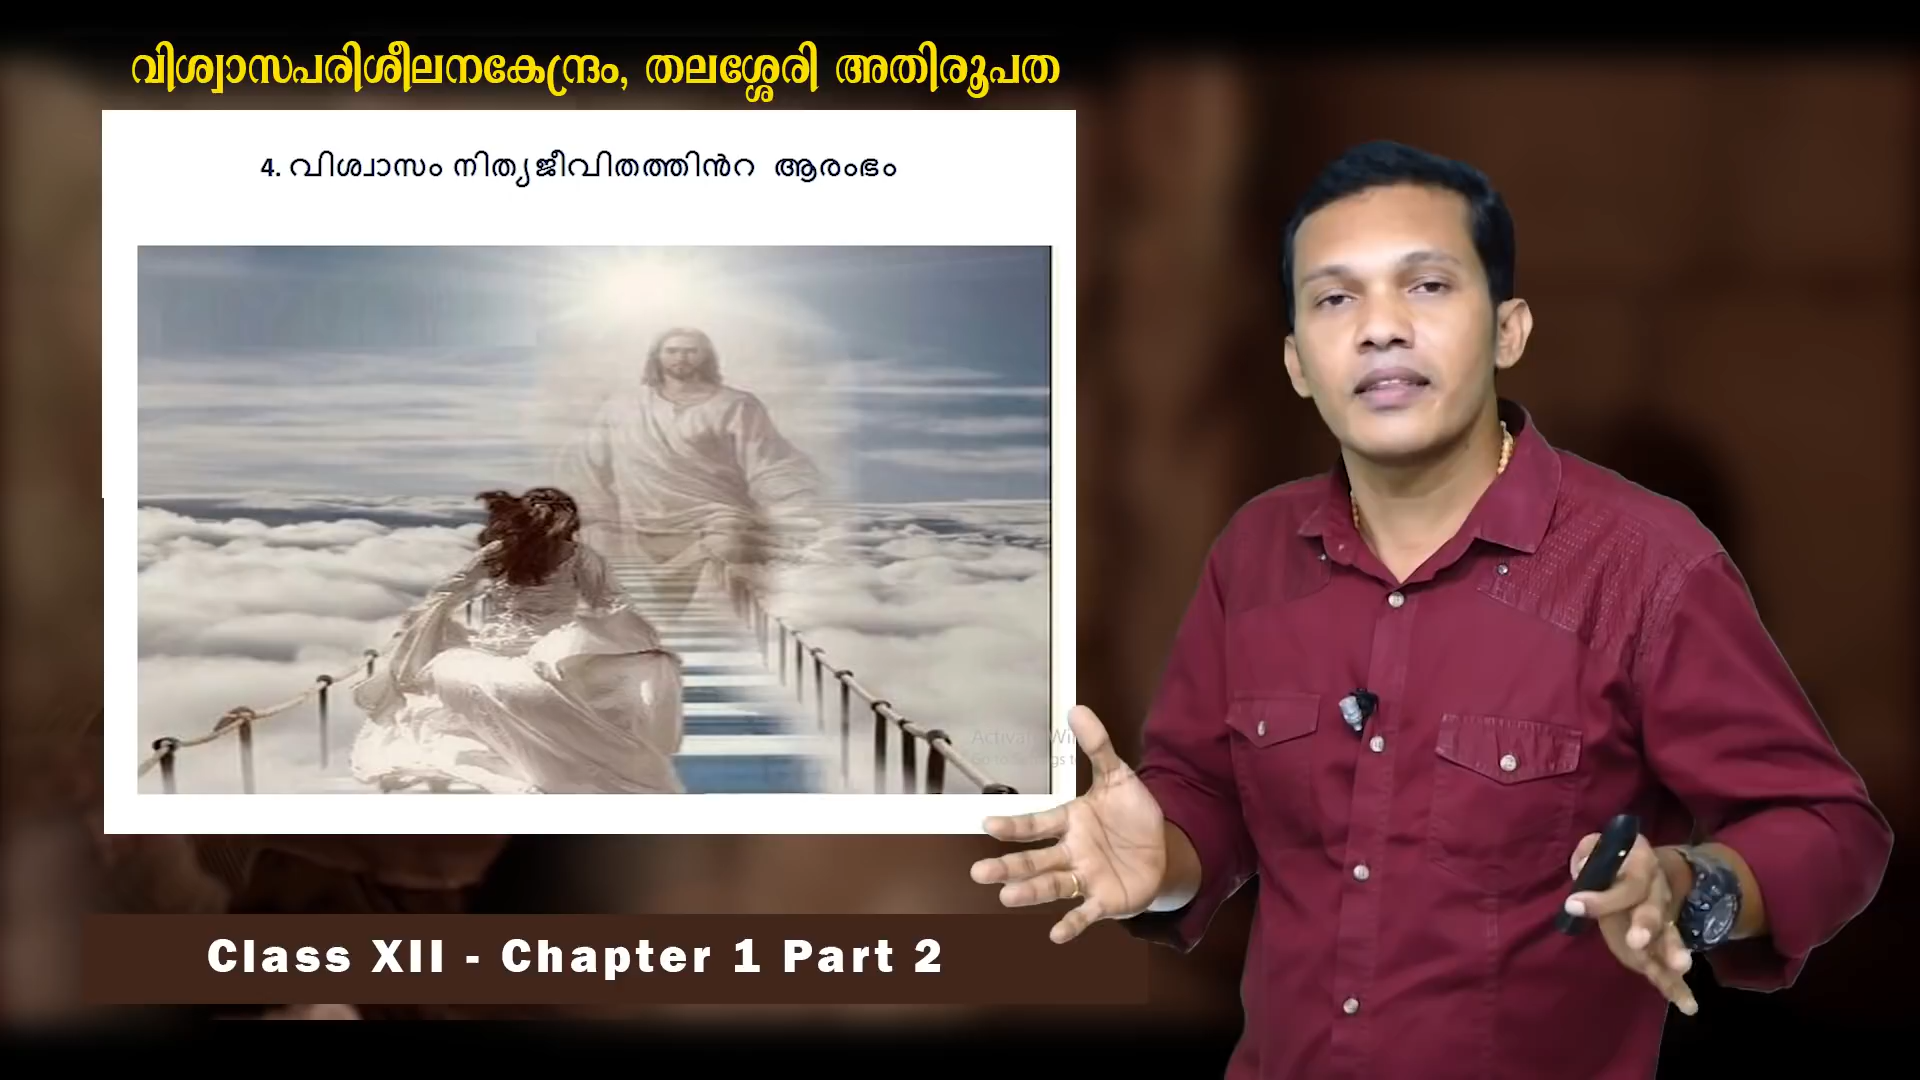 വിശ്വാസപരിശീലനകേന്ദ്രം, തലശ്ശേരി അതിരൂപത
4. വിശ്വാസം നിത്യജീവിതത്തിൻറ ആരംഭം
Class XII - Chapter 1 Part 2